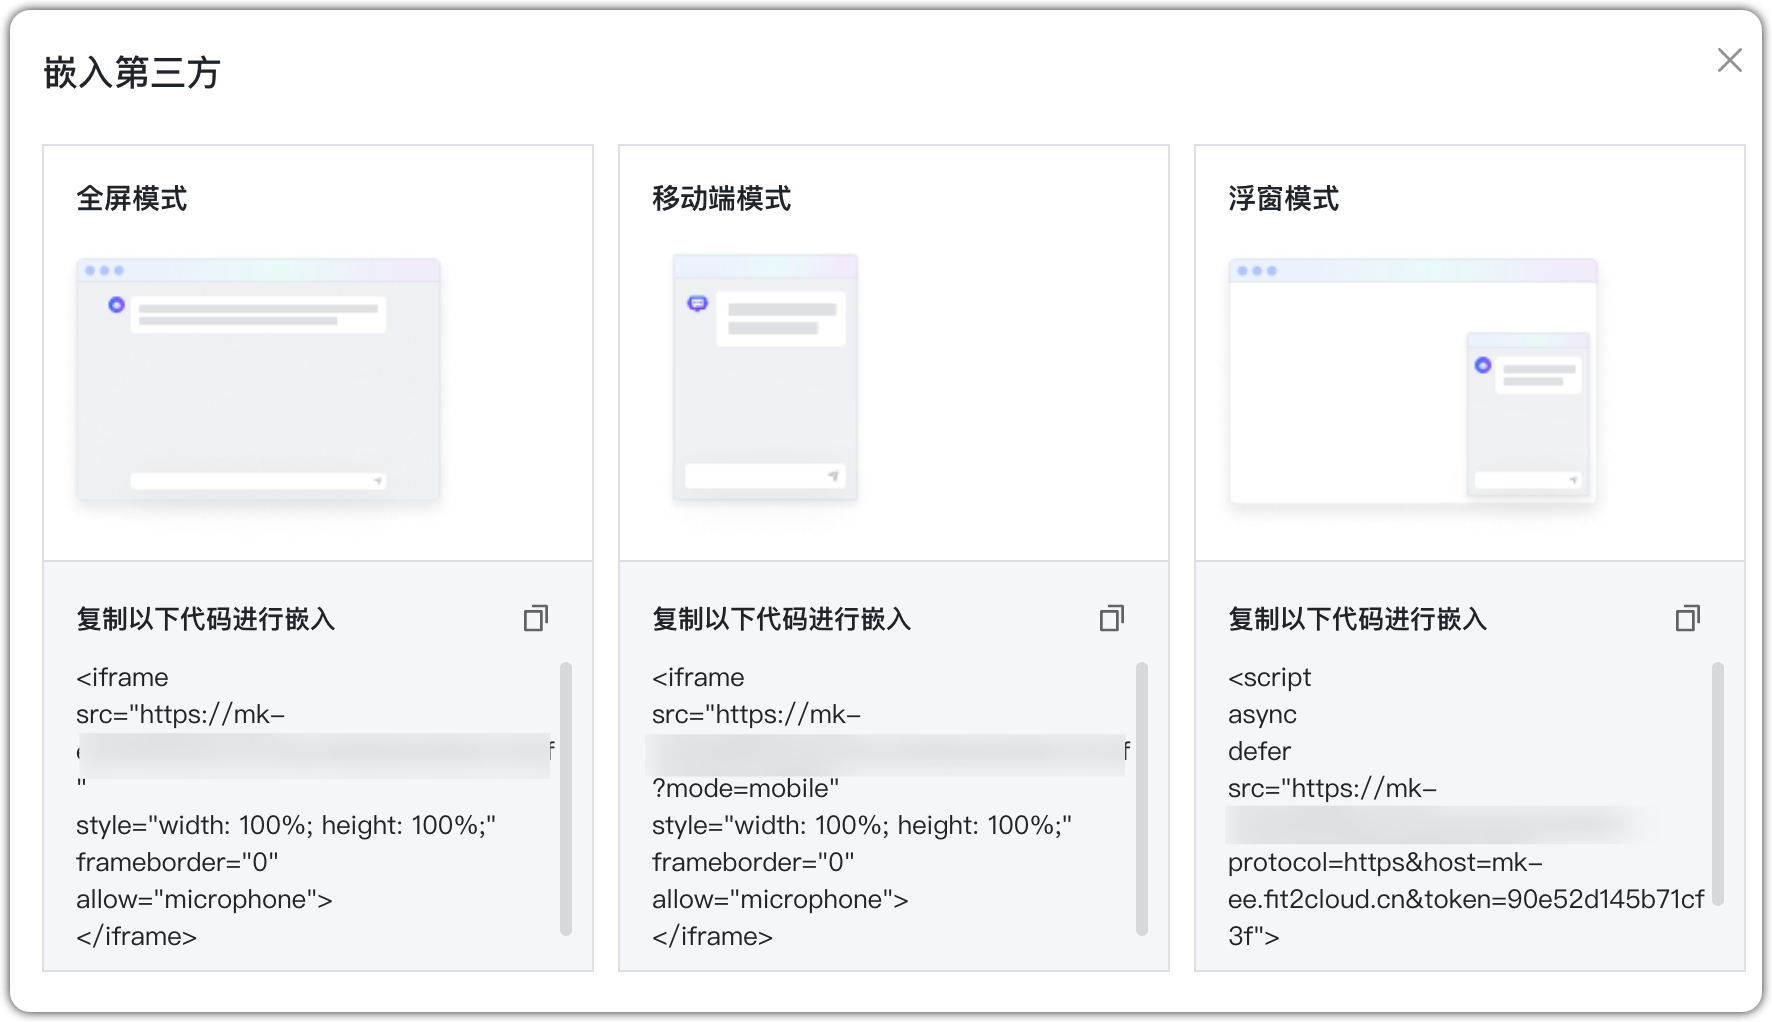 嵌入第三方
全屏模式
复制以下代码进行嵌入
<iframe
src="https://mk-
f
"
style="width: 100%; height: 100%;"
frameborder="0"
allow="microphone">
</iframe>
移动端模式
复制以下代码进行嵌入
<iframe
src="https://mk-
f
?mode=mobile"
style="width: 100%; height: 100%;"
frameborder="0"
allow="microphone">
</iframe>
浮窗模式
复制以下代码进行嵌入
<script
async
defer
src="https://mk-
protocol=https&host=mk-
ee.fit2cloud.cn&token=90e52d145b71cf
3f">